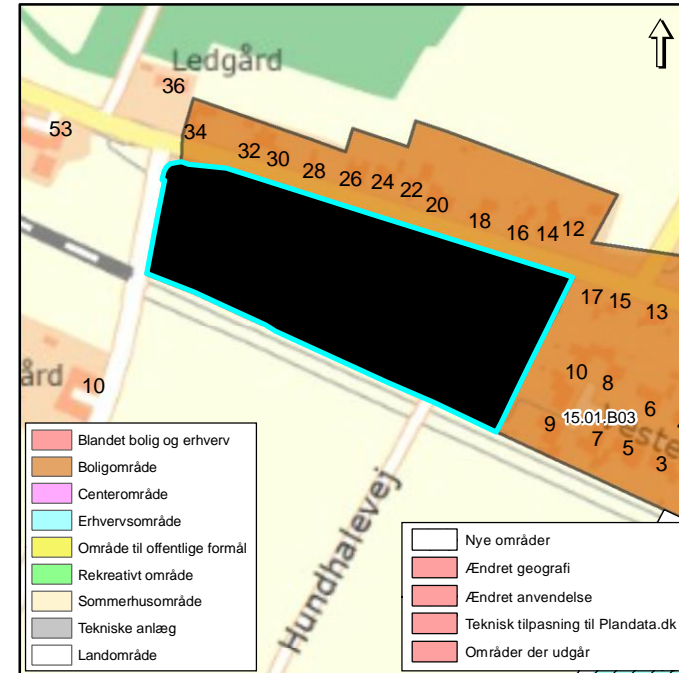 Ledgård
36
53
34
32
30
28
26
24
22
20
18
16
14
12
17
15
13
10
8
6
9
15.01.B03
7
5
3
ård
10
Hundhalevej
Blandet bolig og erhverv
Boligområde
Centerområde
Erhvervsområde
Område til offentlige formål
Rekreativt område
Sommerhusområde
Tekniske anlæg
Landområde
Nye områder
Ændret geografi
Ændret anvendelse
Teknisk tilpasning til Plandata.dk
Områder der udgår